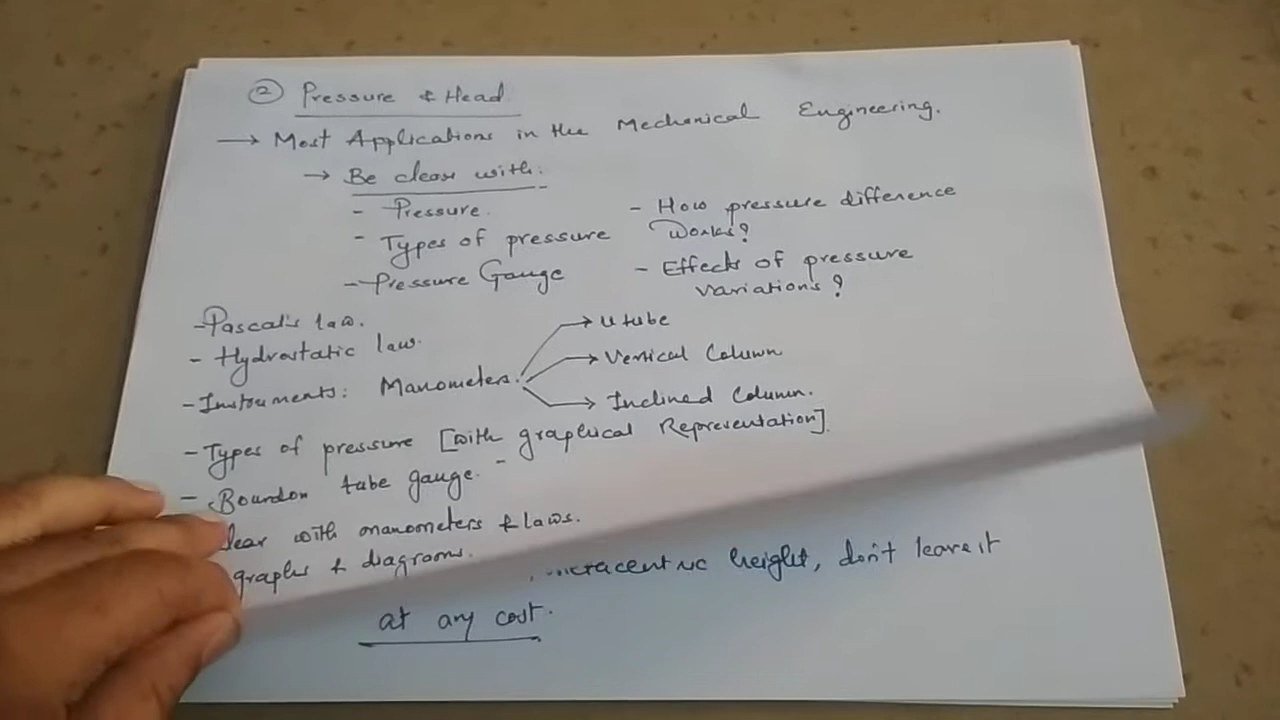 ② Pressure & Head
→ Most Applications in the Mechanical Engineering.
→ Be clear with:
- Pressure.
- Types of pressure
- Pressure Gauge
- How pressure difference
works?
- Effects of pressure
variations?
- Pascal's law.
- Hydrostatic law.
- Instruments: Manometers:
→ U tube
→ Vertical Column
→ Inclined Column.
- Types of pressure [with graphical Representation].
- Bourdon tube gauge.
with manometers & laws.
graphs & diagrams.
height, don't leave it
at any cost.